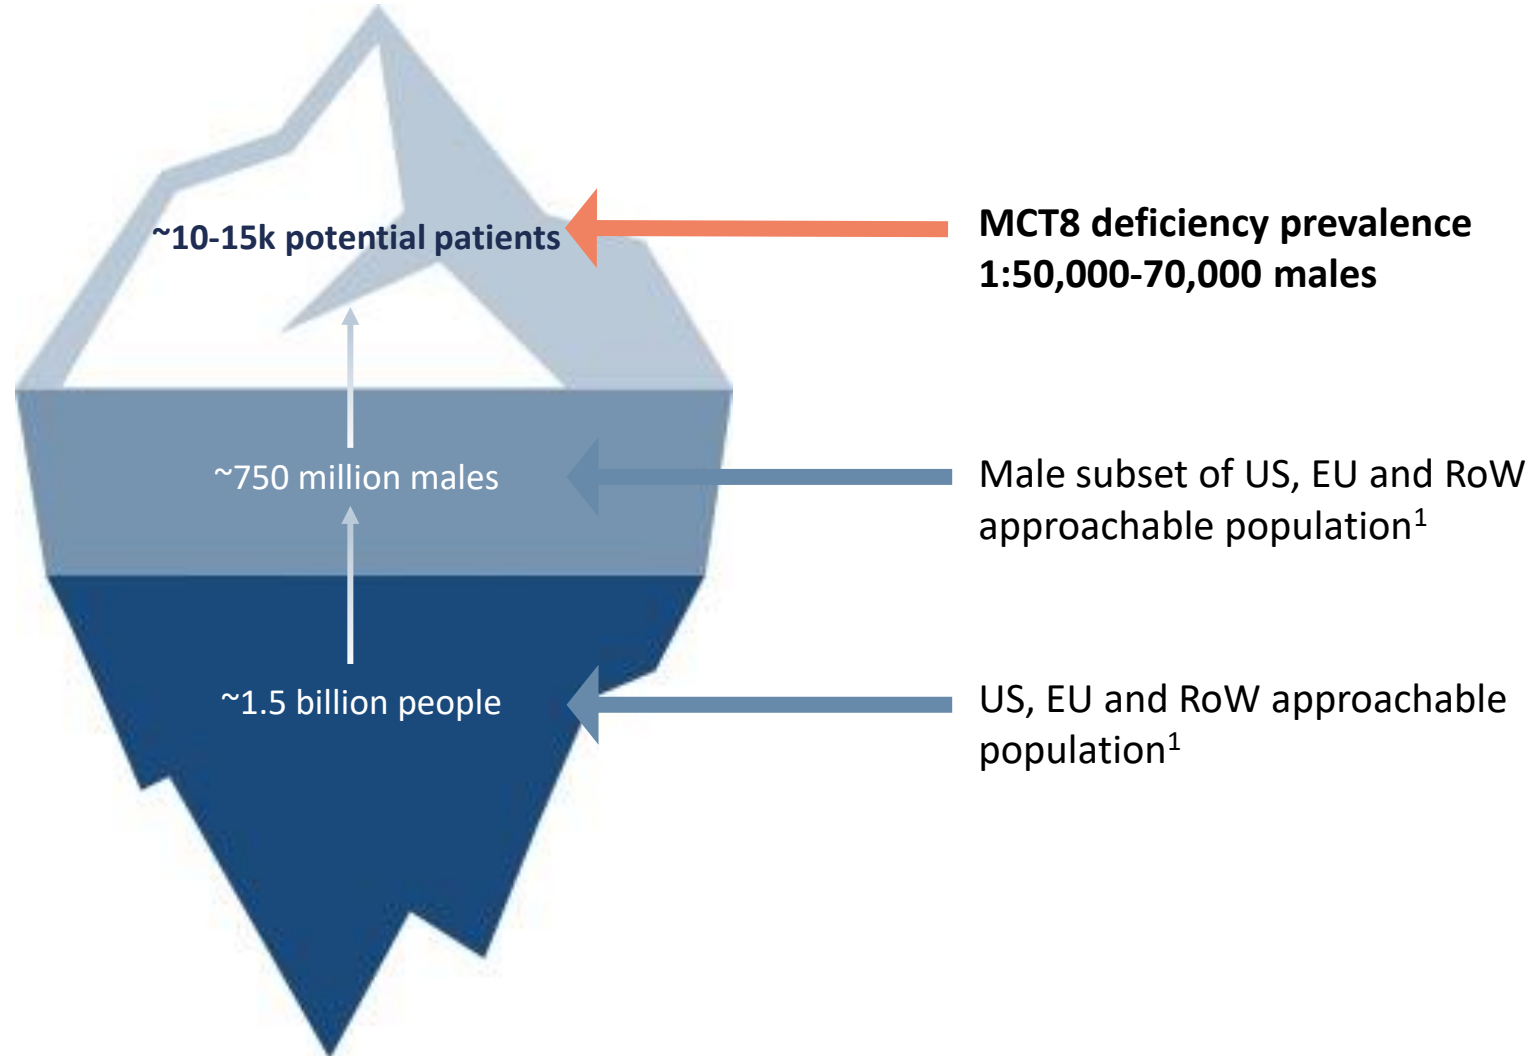 ~10-15k potential patients
MCT8 deficiency prevalence
1:50,000-70,000 males
~750 million males
Male subset of US, EU and RoW
approachable population¹
~1.5 billion people
US, EU and RoW approachable
population¹